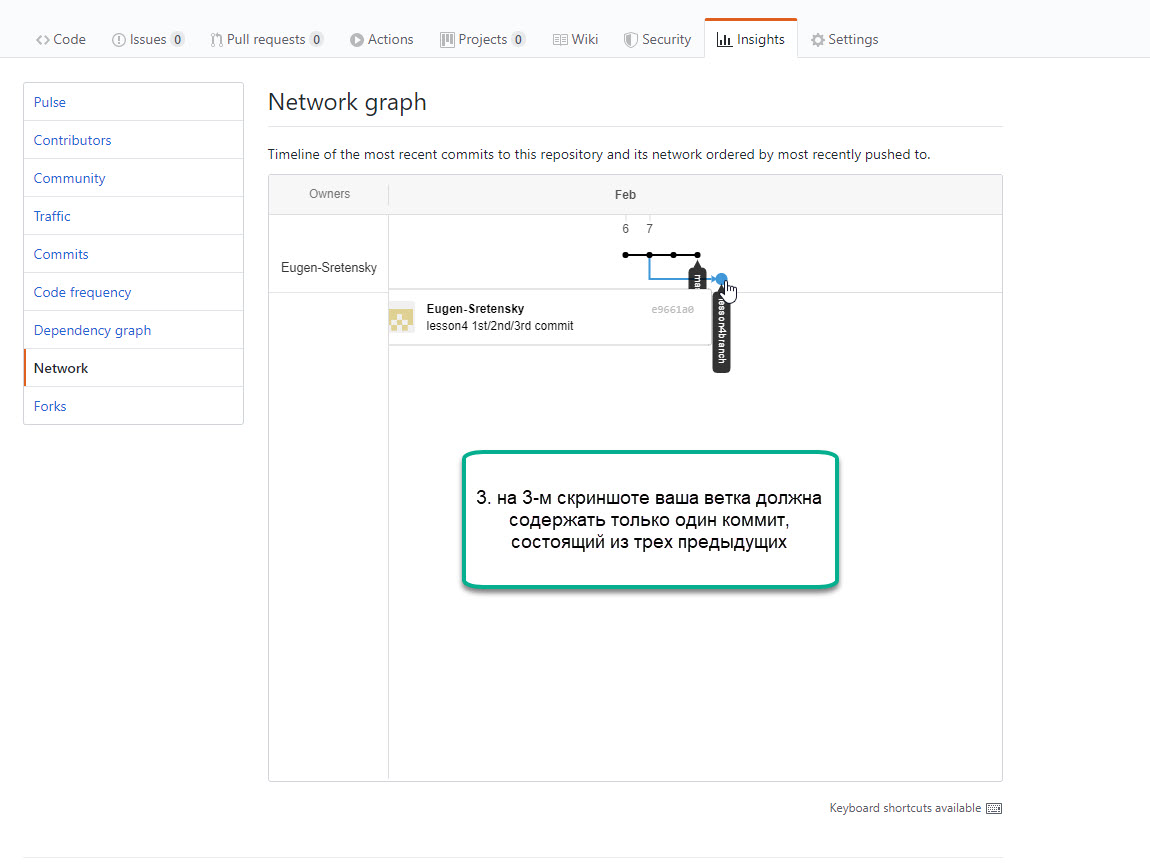 Code Issues 0 Pull requests 0 Actions Projects 0 Wiki Security Insights Settings
Pulse
Contributors
Community
Traffic
Commits
Code frequency
Dependency graph
Network
Forks
Network graph
Timeline of the most recent commits to this repository and its network ordered by most recently pushed to.
Owners Feb
6 7
Eugen-Sretensky
ma
lesson4branch
Eugen-Sretensky e9661a0
lesson4 1st/2nd/3rd commit
3. на 3-м скриншоте ваша ветка должна
содержать только один коммит,
состоящий из трех предыдущих
Keyboard shortcuts available